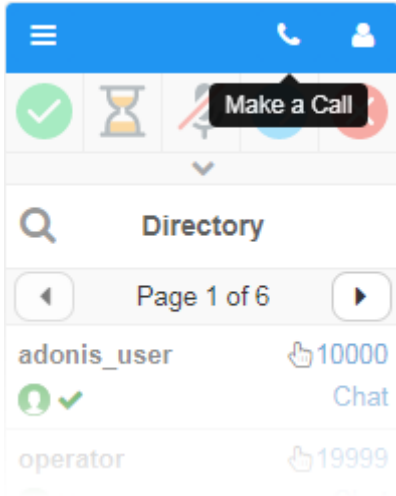 Make a Call
Directory
Page 1 of 6
adonis_user 10000
Chat
operator 19999